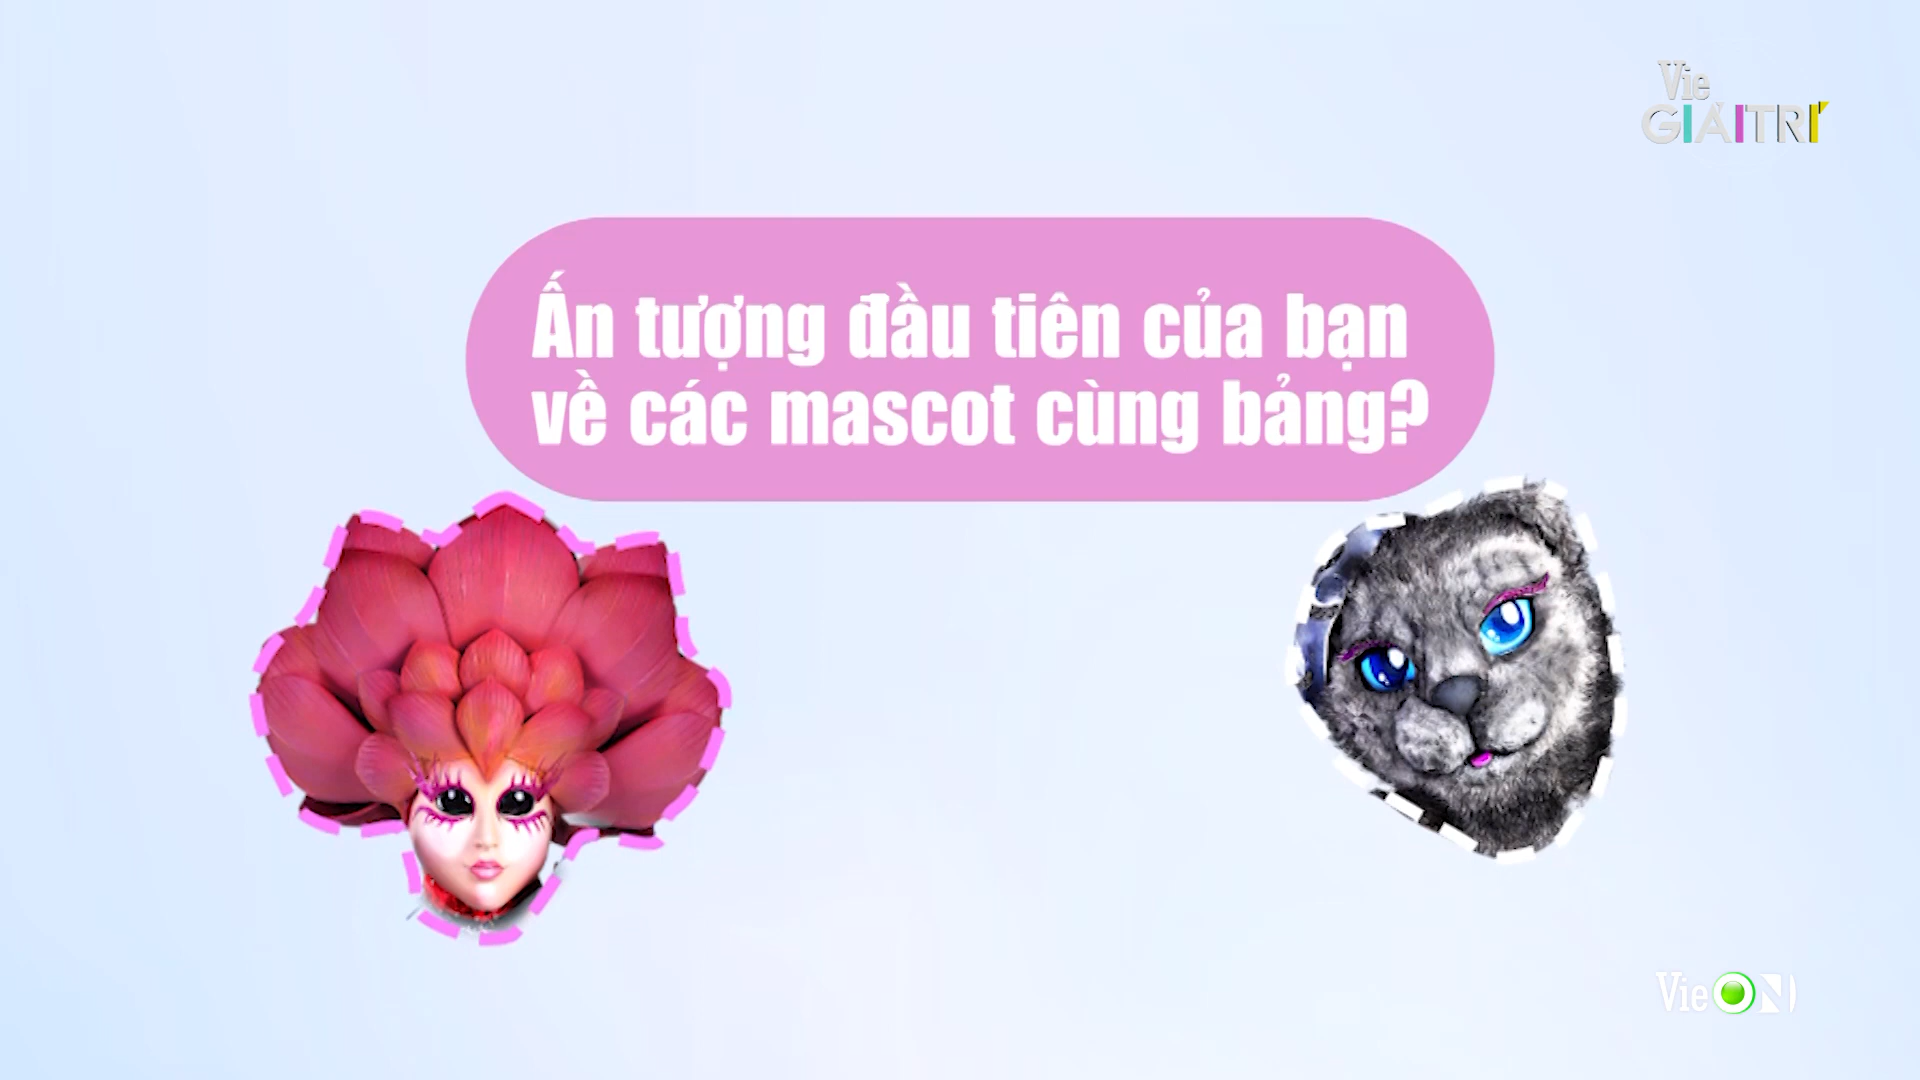 Vie
GIẢI TRÍ
Ấn tượng đầu tiên của bạn
về các mascot cùng bảng?
VieON